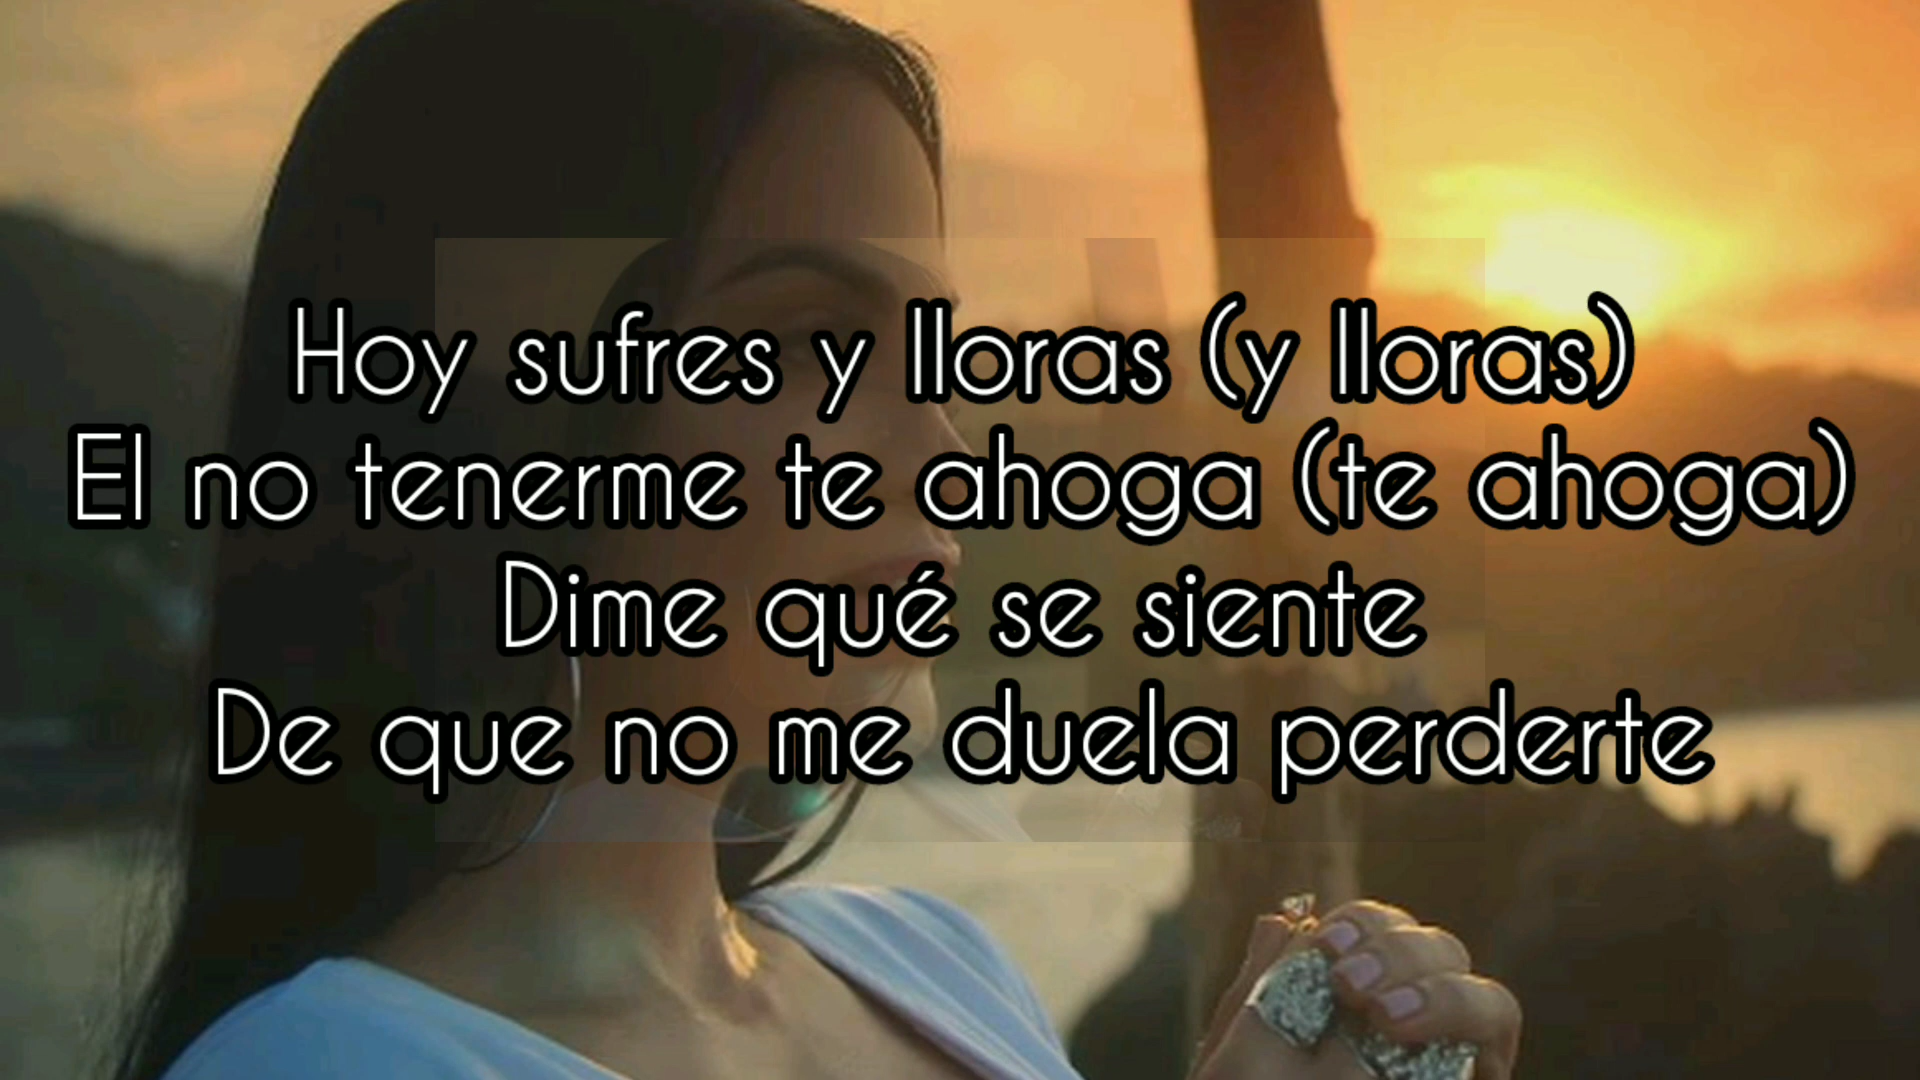 Hoy sufres y lloras (y lloras)
El no tenerme te ahoga (te ahoga)
Dime qué se siente
De que no me duela perderte